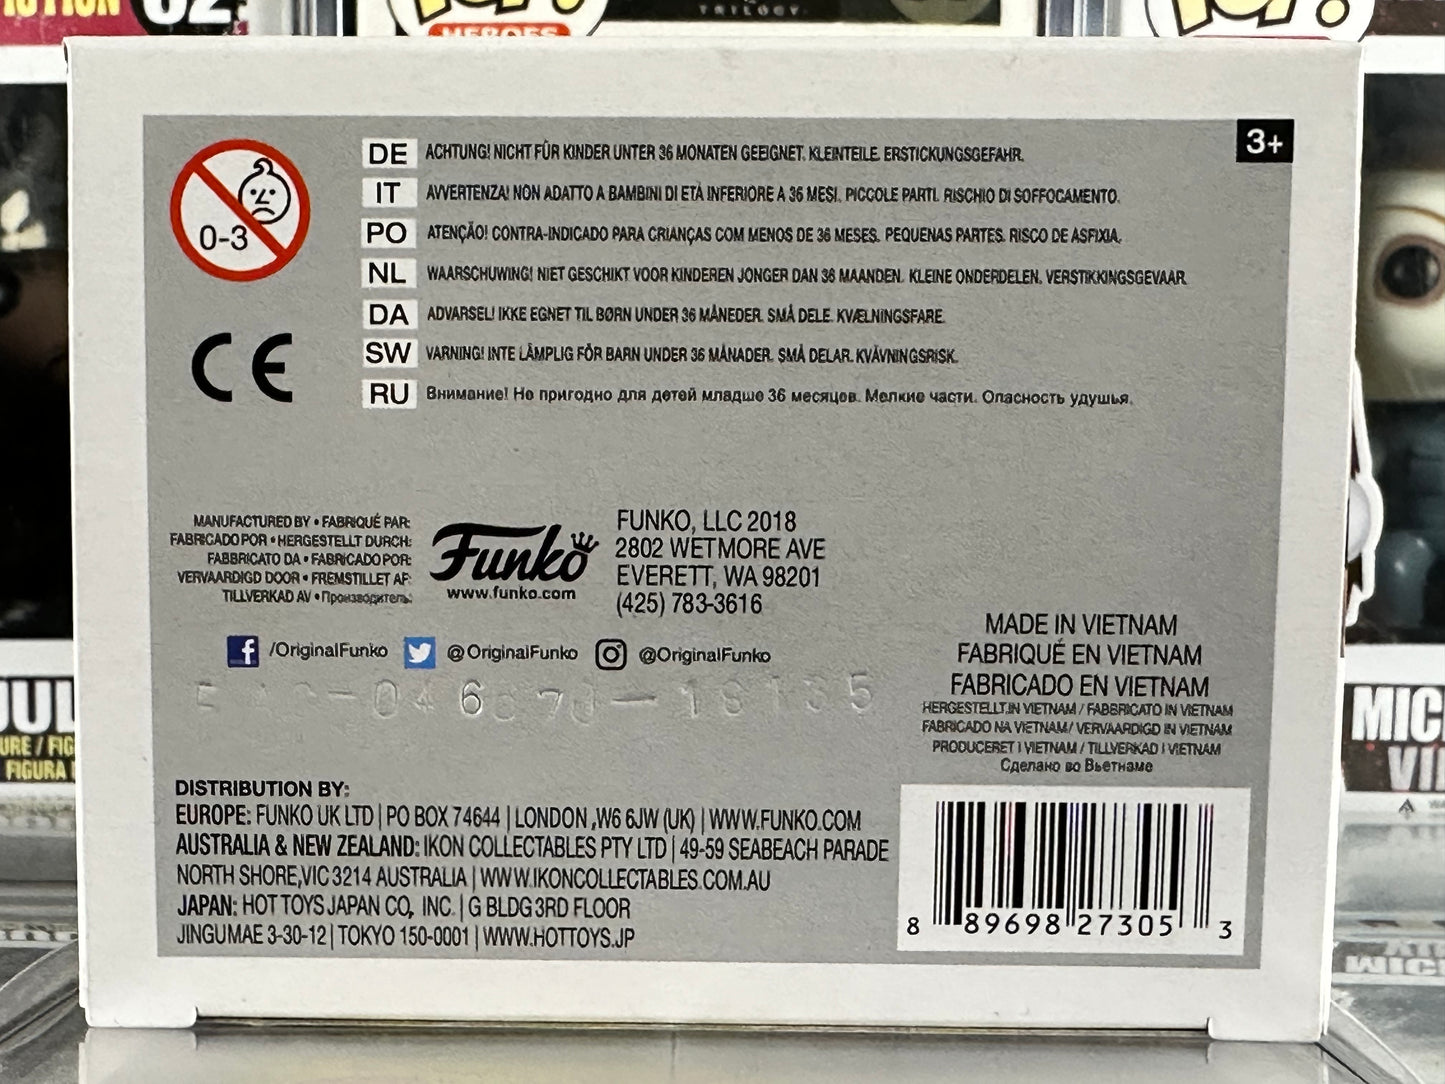 TRILOGY
HEROES
3+
0-3
DE ACHTUNG! NICHT FÜR KINDER UNTER 36 MONATEN GEEIGNET. KLEINTEILE. ERSTICKUNGSGEFAHR.
IT AVVERTENZA! NON ADATTO A BAMBINI DI ETÀ INFERIORE A 36 MESI. PICCOLE PARTI. RISCHIO DI SOFFOCAMENTO.
PO ATENÇÃO! CONTRA-INDICADO PARA CRIANÇAS COM MENOS DE 36 MESES. PEQUENAS PARTES. RISCO DE ASFIXIA.
NL WAARSCHUWING! NIET GESCHIKT VOOR KINDEREN JONGER DAN 36 MAANDEN. KLEINE ONDERDELEN. VERSTIKKINGSGEVAAR.
DA ADVARSEL! IKKE EGNET TIL BØRN UNDER 36 MÅNEDER. SMÅ DELE. KVÆLNINGSFARE.
SW VARNING! INTE LÄMPLIG FÖR BARN UNDER 36 MÅNADER. SMÅ DELAR. KVÄVNINGSRISK.
RU Внимание! Не пригодно для детей младше 36 месяцев. Мелкие части. Опасность удушья.
CE
MANUFACTURED BY • FABRIQUÉ PAR:
FABRICADO POR • HERGESTELLT DURCH:
FABBRICATO DA • FABRICADO POR:
VERVAARDIGD DOOR • FREMSTILLET AF:
TILLVERKAD AV • Производитель:
Funko
www.funko.com
FUNKO, LLC 2018
2802 WETMORE AVE
EVERETT, WA 98201
(425) 783-3616
/OriginalFunko @OriginalFunko @OriginalFunko
MADE IN VIETNAM
FABRIQUÉ EN VIETNAM
FABRICADO EN VIETNAM
HERGESTELLT IN VIETNAM / FABBRICATO IN VIETNAM
FABRICADO NA VIETNAM / VERVAARDIGD IN VIETNAM
PRODUCERET I VIETNAM / TILLVERKAD I VIETNAM
Сделано во Вьетнаме
DISTRIBUTION BY:
EUROPE: FUNKO UK LTD | PO BOX 74644 | LONDON ,W6 6JW (UK) | WWW.FUNKO.COM
AUSTRALIA & NEW ZEALAND: IKON COLLECTABLES PTY LTD | 49-59 SEABEACH PARADE
NORTH SHORE,VIC 3214 AUSTRALIA | WWW.IKONCOLLECTABLES.COM.AU
JAPAN: HOT TOYS JAPAN CO, INC. | G BLDG 3RD FLOOR
JINGUMAE 3-30-12 | TOKYO 150-0001 | WWW.HOTTOYS.JP
8 89698 27305 3